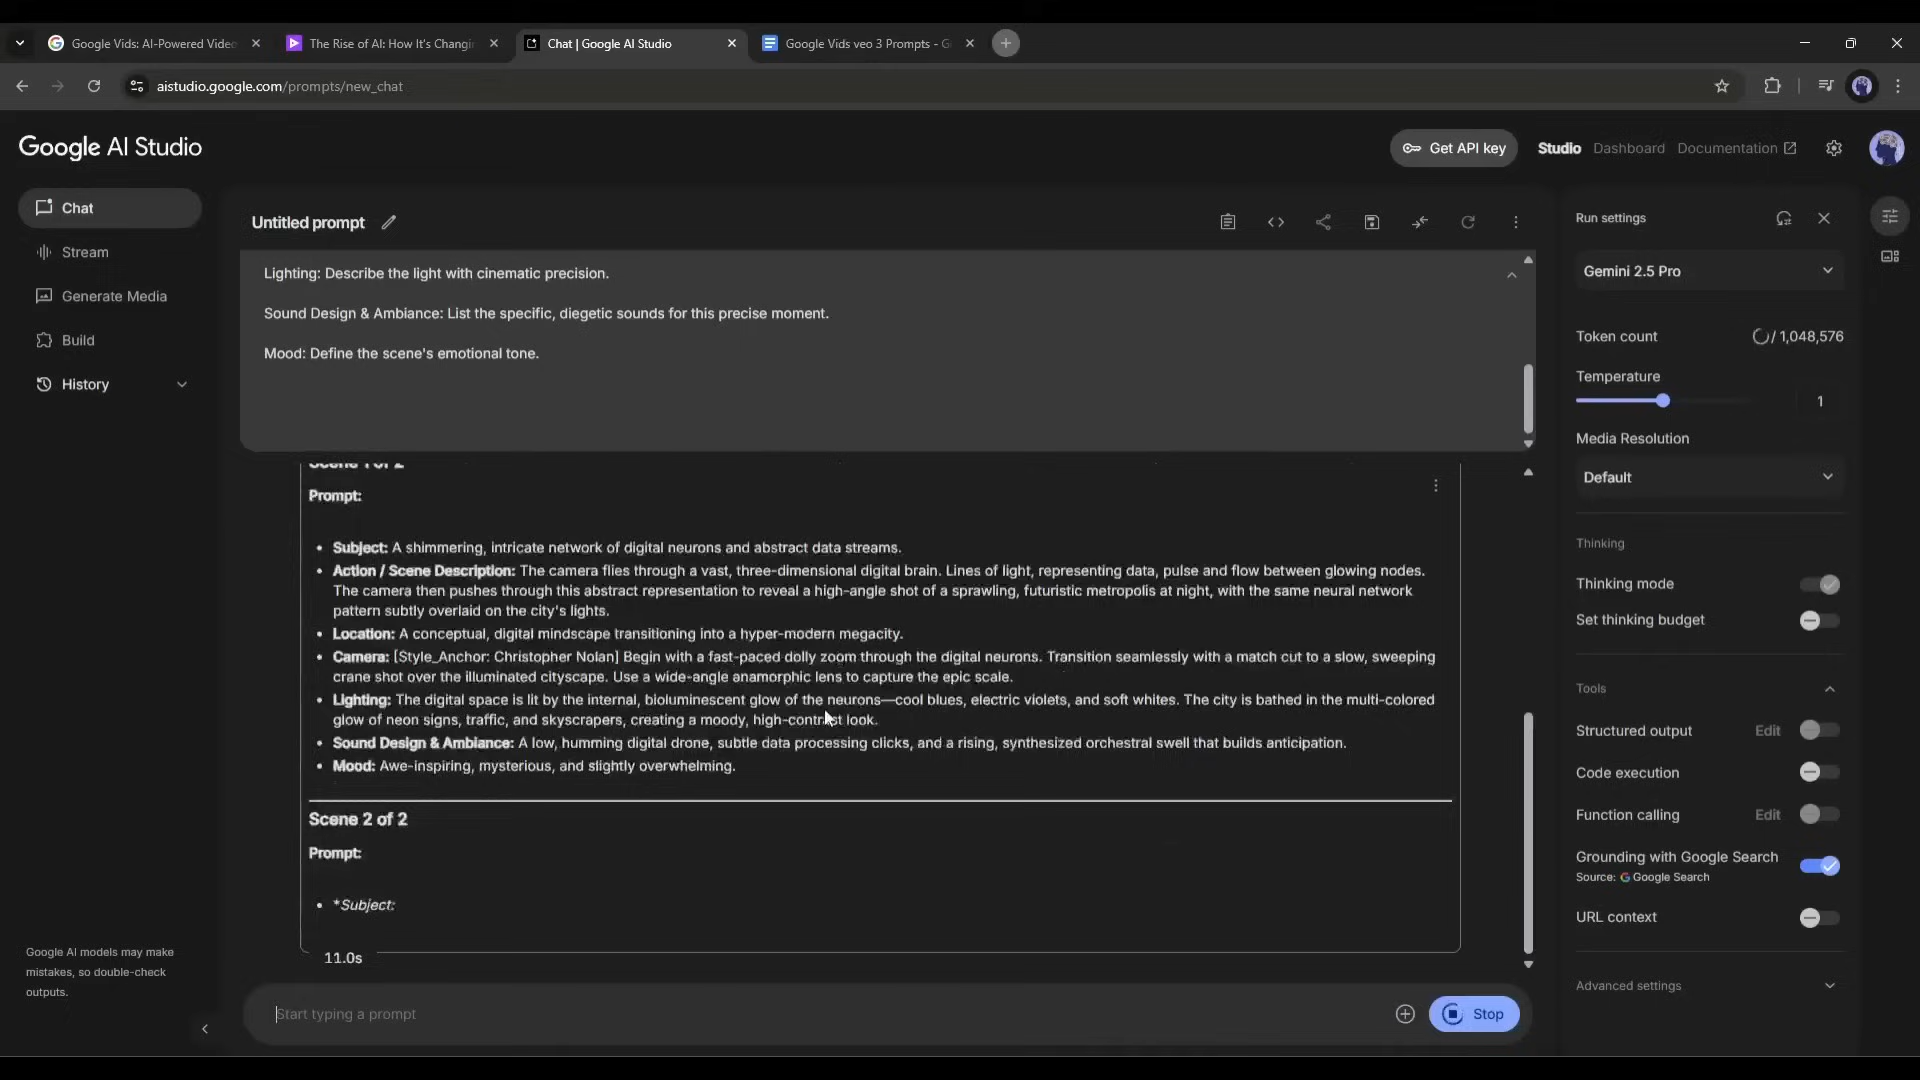 Google Vids: AI-Powered Video
The Rise of AI: How It's Changin
Chat | Google AI Studio
Google Vids veo 3 Prompts - G
aistudio.google.com/prompts/new_chat
Google AI Studio
Get API key
Studio
Dashboard
Documentation
Chat
Stream
Generate Media
Build
History
Google AI models may make
mistakes, so double-check
outputs.
Untitled prompt
Lighting: Describe the light with cinematic precision.
Sound Design & Ambiance: List the specific, diegetic sounds for this precise moment.
Mood: Define the scene's emotional tone.
Scene 1 of 2
Prompt:
• Subject: A shimmering, intricate network of digital neurons and abstract data streams.
• Action / Scene Description: The camera flies through a vast, three-dimensional digital brain. Lines of light, representing data, pulse and flow between glowing nodes.
The camera then pushes through this abstract representation to reveal a high-angle shot of a sprawling, futuristic metropolis at night, with the same neural network
pattern subtly overlaid on the city's lights.
• Location: A conceptual, digital mindscape transitioning into a hyper-modern megacity.
• Camera: [Style_Anchor: Christopher Nolan] Begin with a fast-paced dolly zoom through the digital neurons. Transition seamlessly with a match cut to a slow, sweeping
crane shot over the illuminated cityscape. Use a wide-angle anamorphic lens to capture the epic scale.
• Lighting: The digital space is lit by the internal, bioluminescent glow of the neurons—cool blues, electric violets, and soft whites. The city is bathed in the multi-colored
glow of neon signs, traffic, and skyscrapers, creating a moody, high-contrast look.
• Sound Design & Ambiance: A low, humming digital drone, subtle data processing clicks, and a rising, synthesized orchestral swell that builds anticipation.
• Mood: Awe-inspiring, mysterious, and slightly overwhelming.
Scene 2 of 2
Prompt:
• *Subject:
11.0s
Start typing a prompt
Stop
Run settings
Gemini 2.5 Pro
Token count
/ 1,048,576
Temperature
1
Media Resolution
Default
Thinking
Thinking mode
Set thinking budget
Tools
Structured output
Edit
Code execution
Function calling
Edit
Grounding with Google Search
Source: Google Search
URL context
Advanced settings